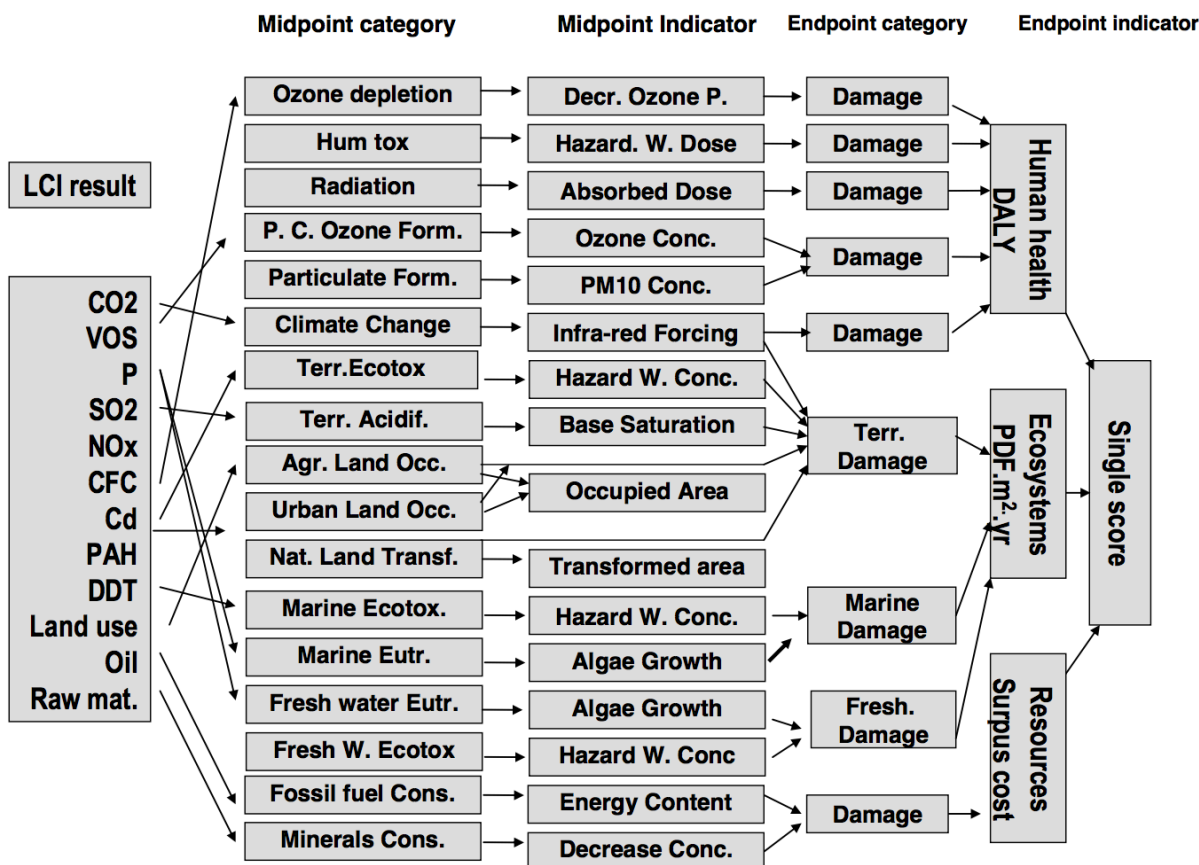 Midpoint category
Midpoint Indicator
Endpoint category
Endpoint indicator
LCI result
CO2
VOS
P
SO2
NOx
CFC
Cd
PAH
DDT
Land use
Oil
Raw mat.
Ozone depletion
Hum tox
Radiation
P. C. Ozone Form.
Particulate Form.
Climate Change
Terr.Ecotox
Terr. Acidif.
Agr. Land Occ.
Urban Land Occ.
Nat. Land Transf.
Marine Ecotox.
Marine Eutr.
Fresh water Eutr.
Fresh W. Ecotox
Fossil fuel Cons.
Minerals Cons.
Decr. Ozone P.
Hazard. W. Dose
Absorbed Dose
Ozone Conc.
PM10 Conc.
Infra-red Forcing
Hazard W. Conc.
Base Saturation
Occupied Area
Transformed area
Hazard W. Conc.
Algae Growth
Algae Growth
Hazard W. Conc
Energy Content
Decrease Conc.
Damage
Damage
Damage
Damage
Damage
Terr.
Damage
Marine
Damage
Fresh.
Damage
Damage
Human health
DALY
Ecosystems
PDF.m².yr
Resources
Surpus cost
Single score